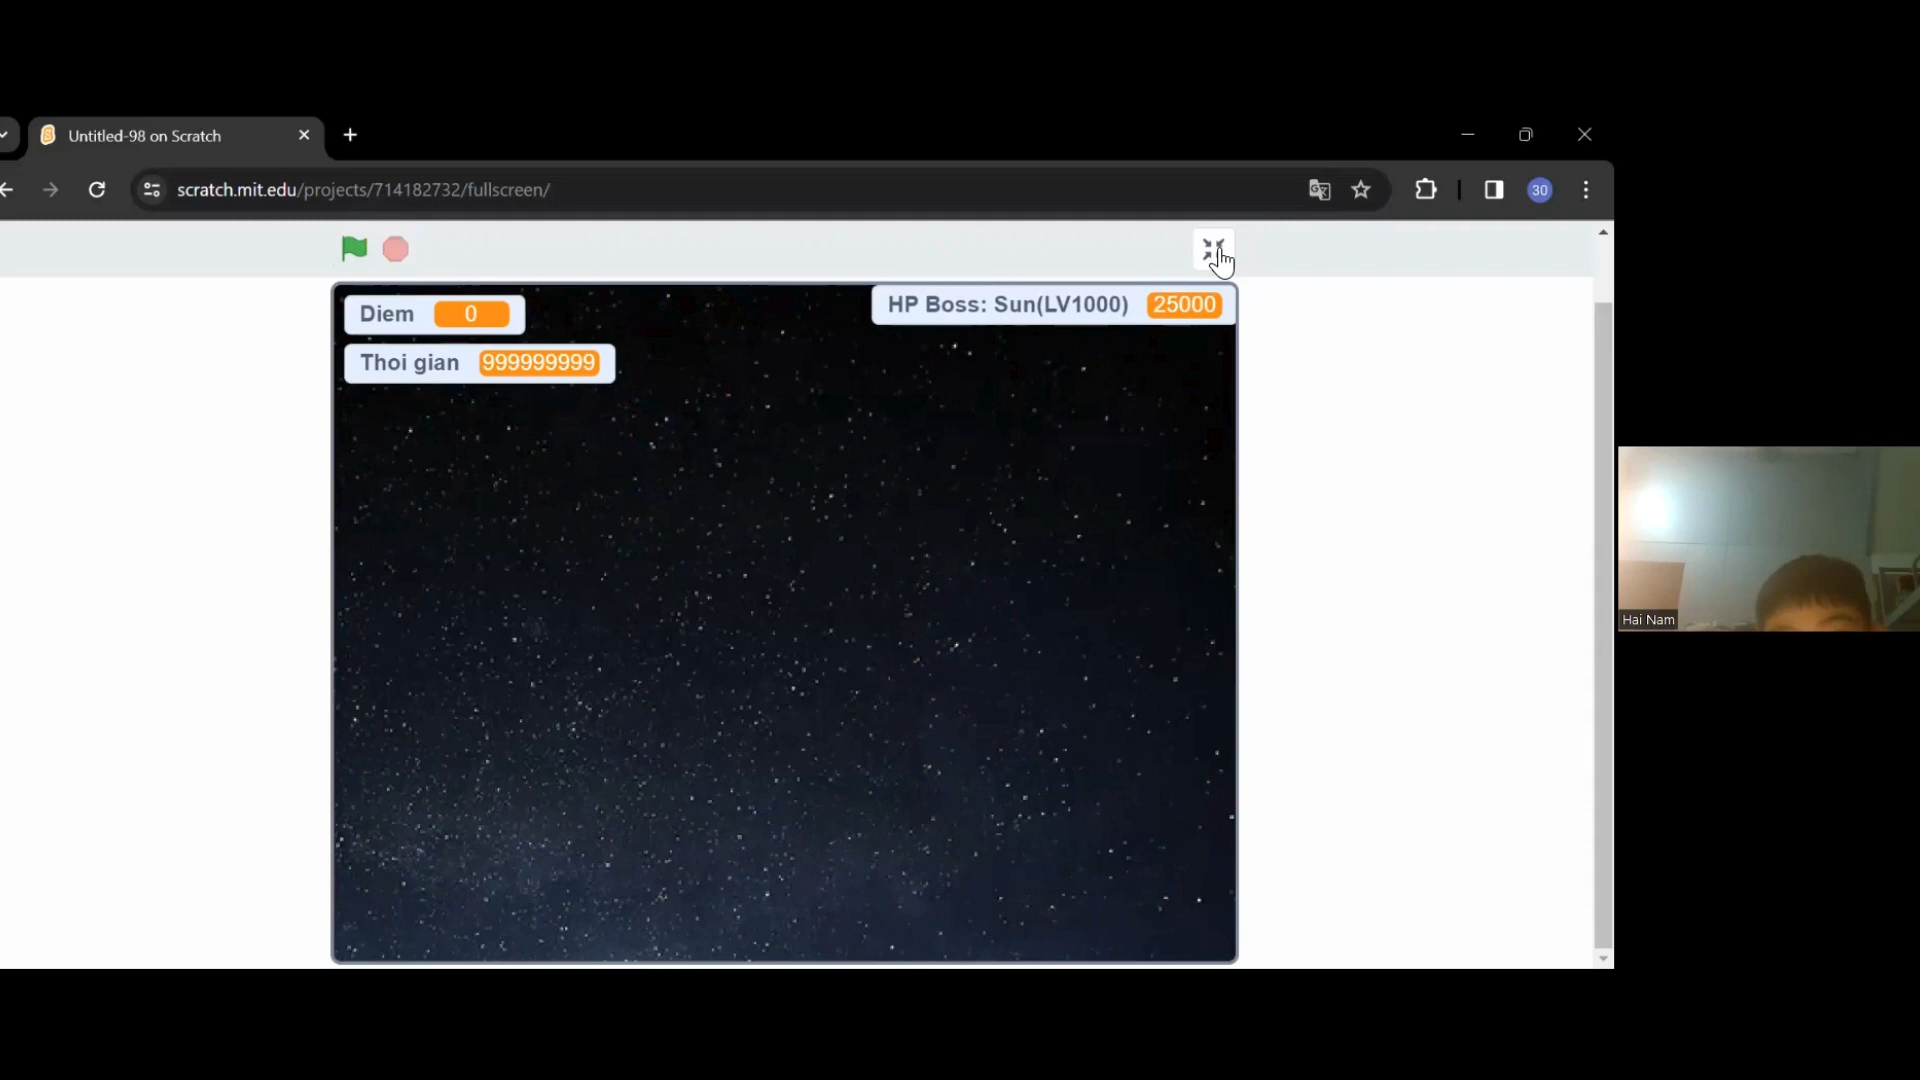 Untitled-98 on Scratch
scratch.mit.edu/projects/714182732/fullscreen/
30
Diem 0
HP Boss: Sun(LV1000) 25000
Thoi gian 999999999
Hai Nam